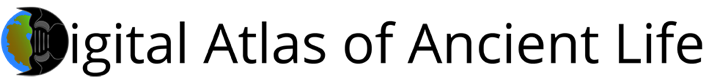 Digital Atlas of Ancient Life